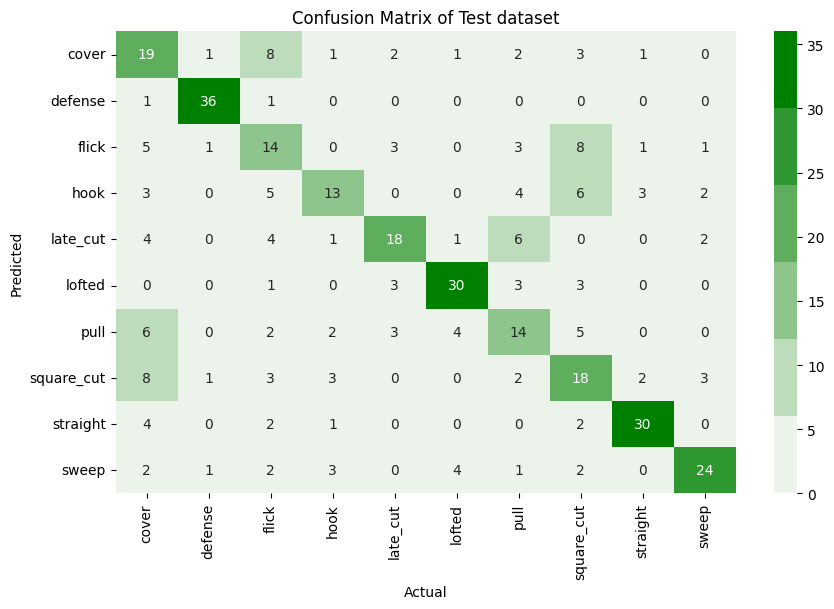 Confusion Matrix of Test dataset
Predicted
cover 19 1 8 1 2 1 2 3 1 0
defense 1 36 1 0 0 0 0 0 0 0
flick 5 1 14 0 3 0 3 8 1 1
hook 3 0 5 13 0 0 4 6 3 2
late_cut 4 0 4 1 18 1 6 0 0 2
lofted 0 0 1 0 3 30 3 3 0 0
pull 6 0 2 2 3 4 14 5 0 0
square_cut 8 1 3 3 0 0 2 18 2 3
straight 4 0 2 1 0 0 0 2 30 0
sweep 2 1 2 3 0 4 1 2 0 24
cover defense flick hook late_cut lofted pull square_cut straight sweep
Actual
35
30
25
20
15
10
5
0